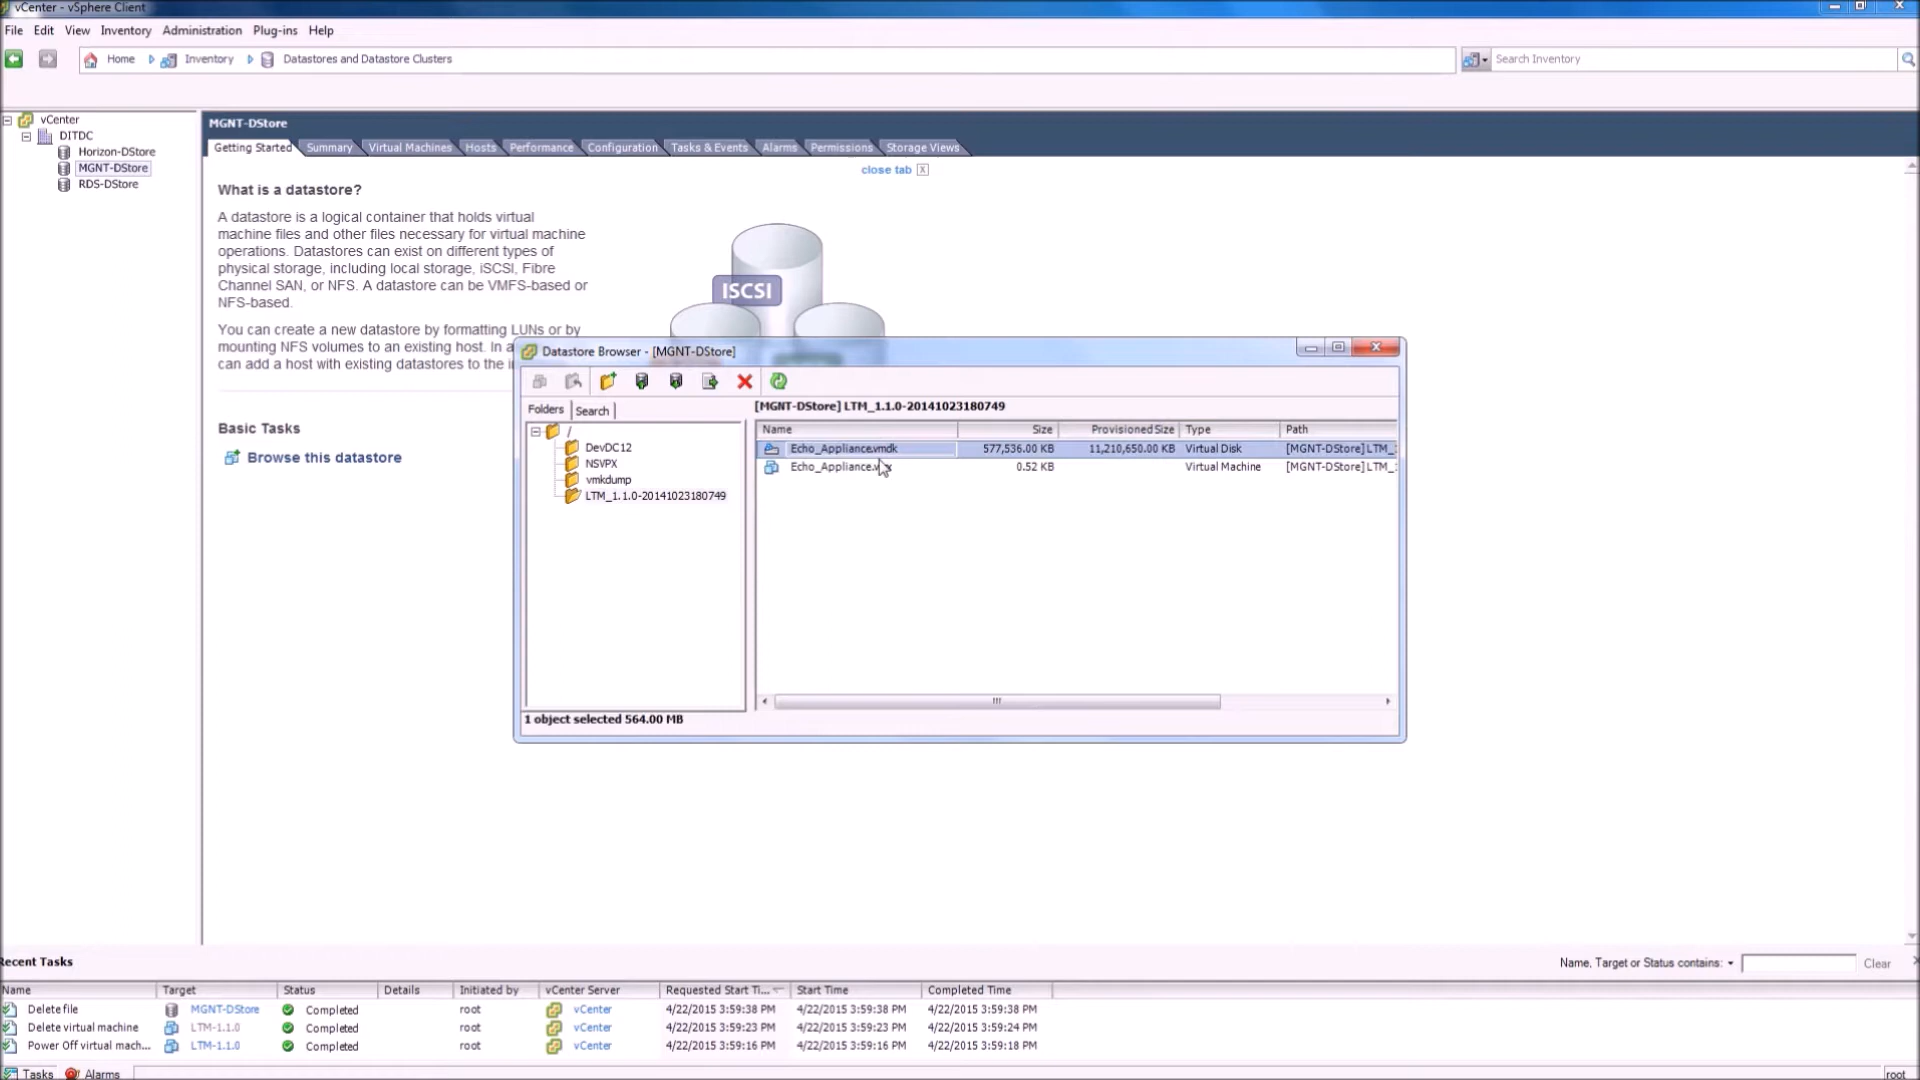 vCenter - vSphere Client
File Edit View Inventory Administration Plug-ins Help
Home Inventory Datastores and Datastore Clusters Search Inventory
vCenter
DITDC
Horizon-DStore
MGNT-DStore
RDS-DStore
MGNT-DStore
Getting Started Summary Virtual Machines Hosts Performance Configuration Tasks & Events Alarms Permissions Storage Views
close tab
What is a datastore?
A datastore is a logical container that holds virtual
machine files and other files necessary for virtual machine
operations. Datastores can exist on different types of
physical storage, including local storage, iSCSI, Fibre
Channel SAN, or NFS. A datastore can be VMFS-based or
NFS-based.
You can create a new datastore by formatting LUNs or by
mounting NFS volumes to an existing host. In a
can add a host with existing datastores to the i
ISCSI
Basic Tasks
Browse this datastore
Datastore Browser - [MGNT-DStore]
Folders Search
/
DevDC12
NSVPX
vmkdump
LTM_1.1.0-20141023180749
[MGNT-DStore] LTM_1.1.0-20141023180749
Name Size Provisioned Size Type Path
Echo_Appliance.vmdk 577,536.00 KB 11,210,650.00 KB Virtual Disk [MGNT-DStore] LTM_
Echo_Appliance.v 0.52 KB Virtual Machine [MGNT-DStore] LTM_
1 object selected 564.00 MB
Recent Tasks
Name, Target or Status contains: Clear
Name Target Status Details Initiated by vCenter Server Requested Start Ti... Start Time Completed Time
Delete file MGNT-DStore Completed root vCenter 4/22/2015 3:59:38 PM 4/22/2015 3:59:38 PM 4/22/2015 3:59:38 PM
Delete virtual machine LTM-1.1.0 Completed root vCenter 4/22/2015 3:59:23 PM 4/22/2015 3:59:23 PM 4/22/2015 3:59:24 PM
Power Off virtual mach... LTM-1.1.0 Completed root vCenter 4/22/2015 3:59:16 PM 4/22/2015 3:59:16 PM 4/22/2015 3:59:18 PM
Tasks Alarms root